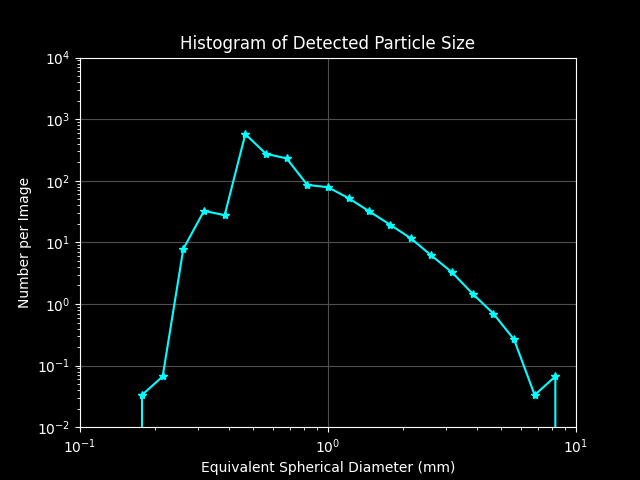 Histogram of Detected Particle Size
10⁴
10³
10²
10¹
10⁰
10⁻¹
10⁻²
Number per Image
10⁻¹ 10⁰ 10¹
Equivalent Spherical Diameter (mm)